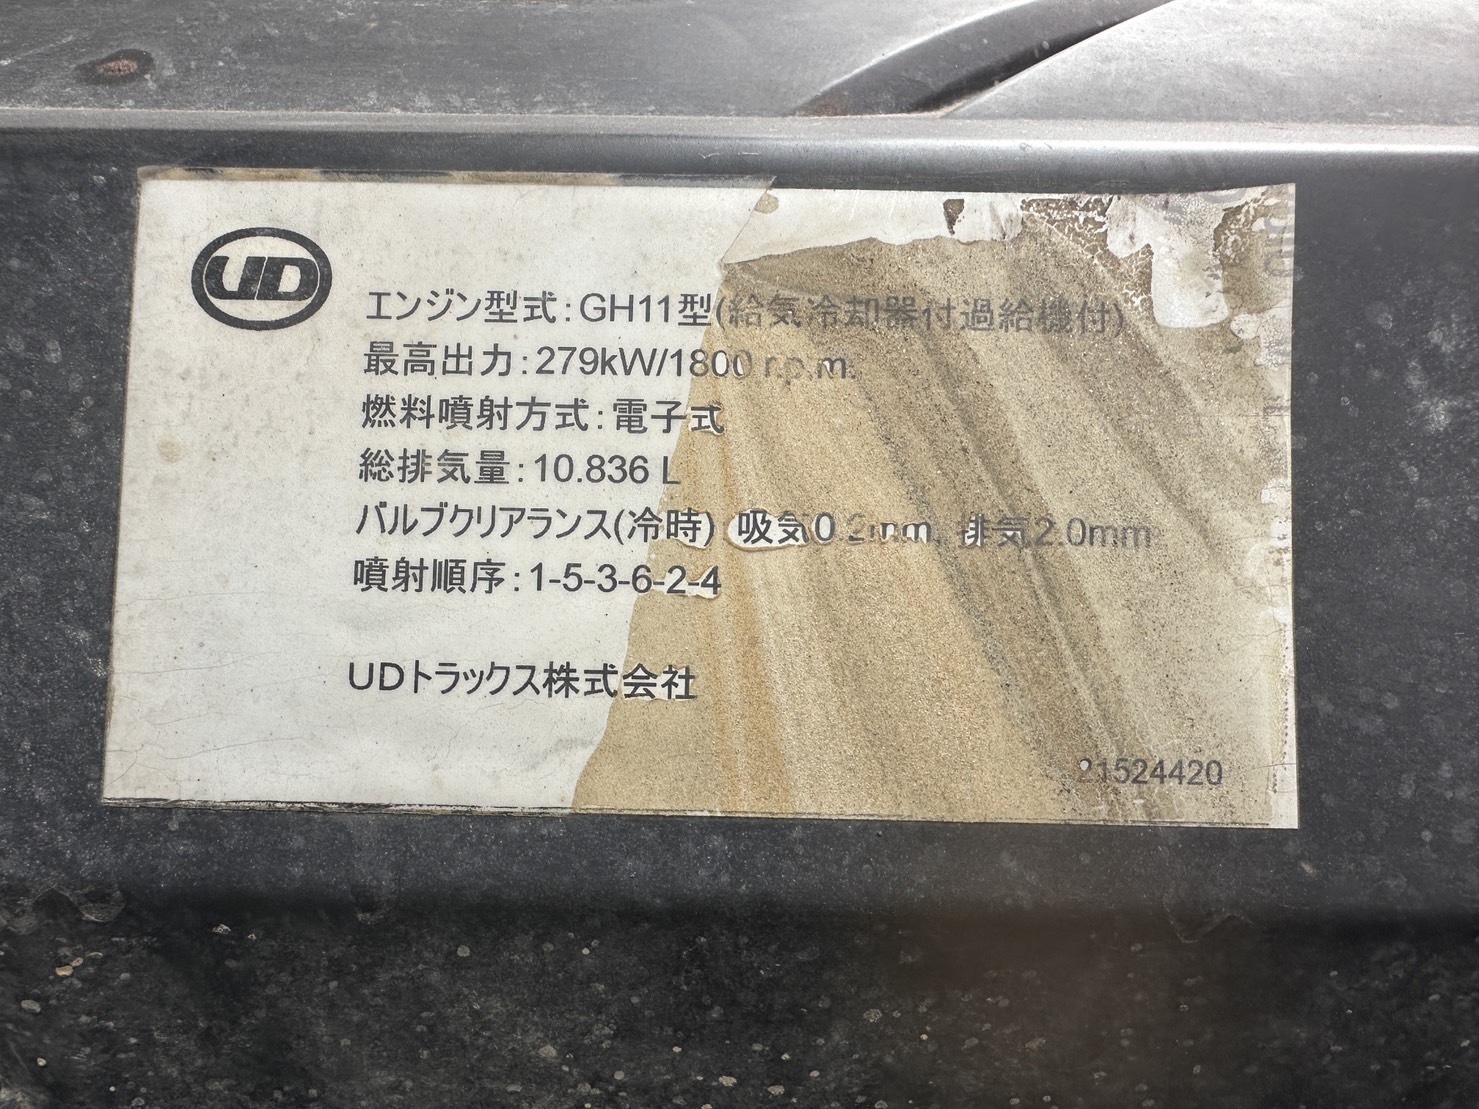 UD
エンジン型式：GH11型(給気冷却器付過給機付)
最高出力：279kW/1800 r.p.m.
燃料噴射方式：電子式
総排気量：10.836 L
バルブクリアランス(冷時) 吸気0.2mm, 排気2.0mm
噴射順序：1-5-3-6-2-4
UDトラックス株式会社
21524420